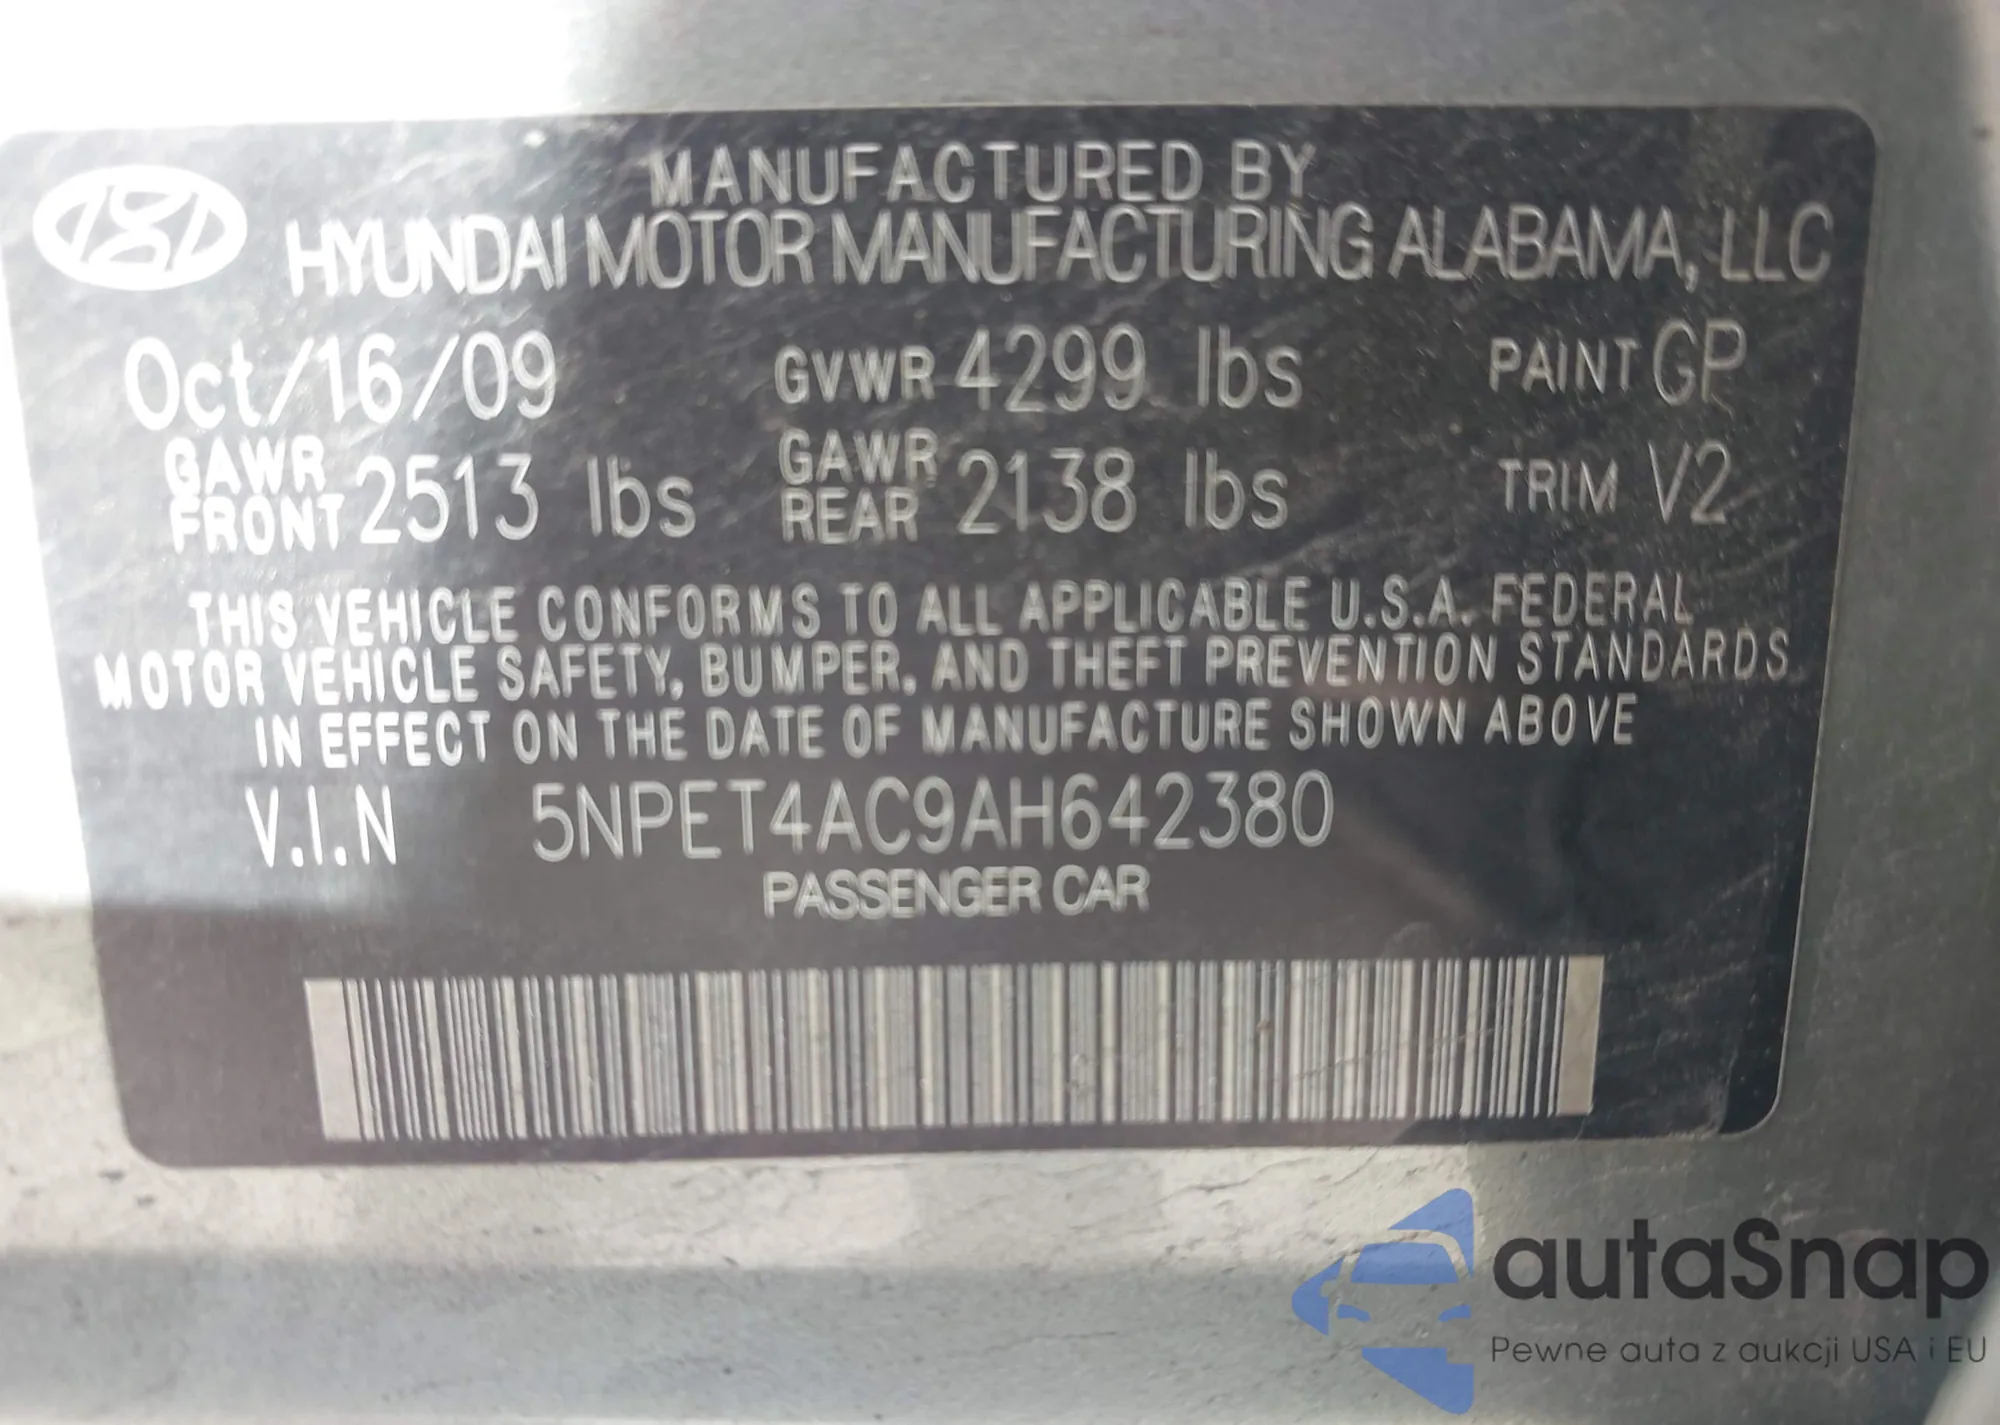 MANUFACTURED BY
HYUNDAI MOTOR MANUFACTURING ALABAMA, LLC
Oct/16/09 GVWR 4299 lbs PAINT GP
GAWR FRONT 2513 lbs GAWR REAR 2138 lbs TRIM V2
THIS VEHICLE CONFORMS TO ALL APPLICABLE U.S.A. FEDERAL
MOTOR VEHICLE SAFETY, BUMPER, AND THEFT PREVENTION STANDARDS
IN EFFECT ON THE DATE OF MANUFACTURE SHOWN ABOVE
V.I.N 5NPET4AC9AH642380
PASSENGER CAR
autaSnap
Pewne auta z aukcji USA i EU